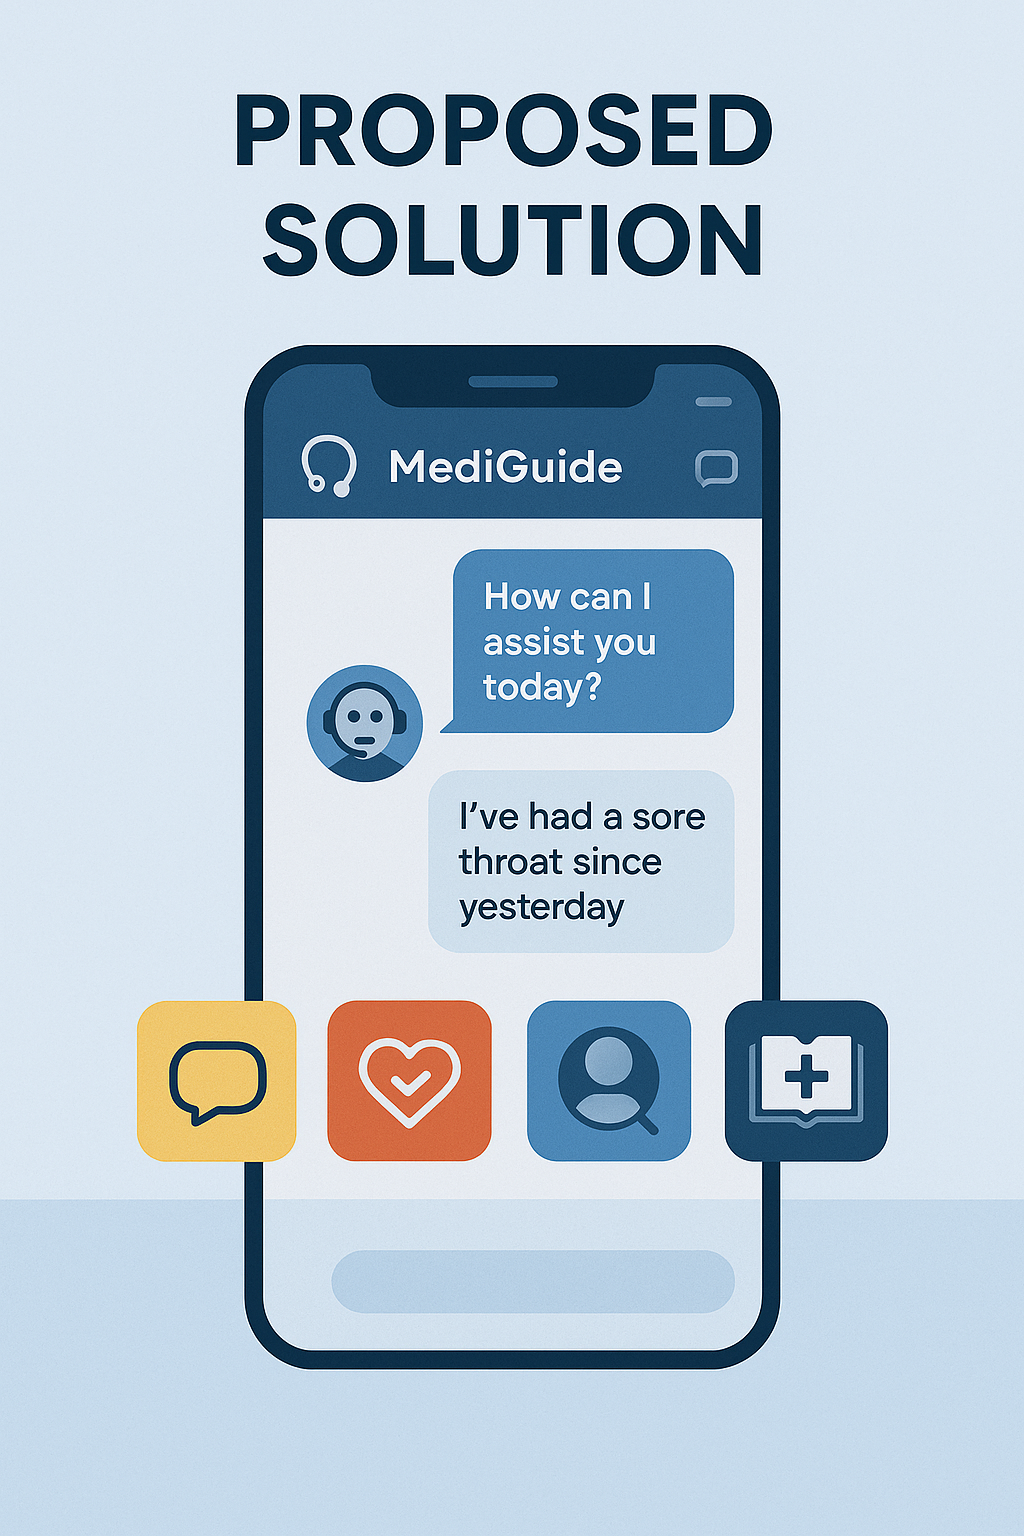 PROPOSED
SOLUTION
MediGuide
How can I
assist you
today?
I've had a sore
throat since
yesterday